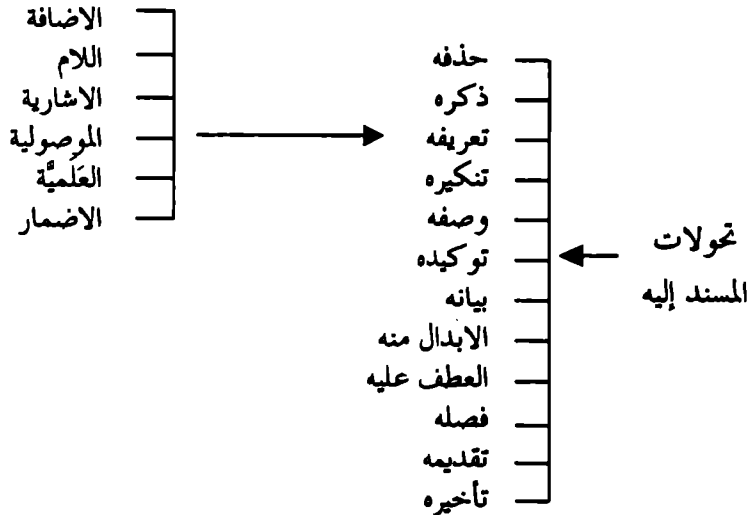 تحولات
المسند إليه
حذفه
ذكره
تعريفه
تنكيره
وصفه
توكيده
بيانه
الابدال منه
العطف عليه
فصله
تقديمه
تأخيره
الاضافة
اللام
الاشارية
الموصولية
العَلَميَّة
الاضمار